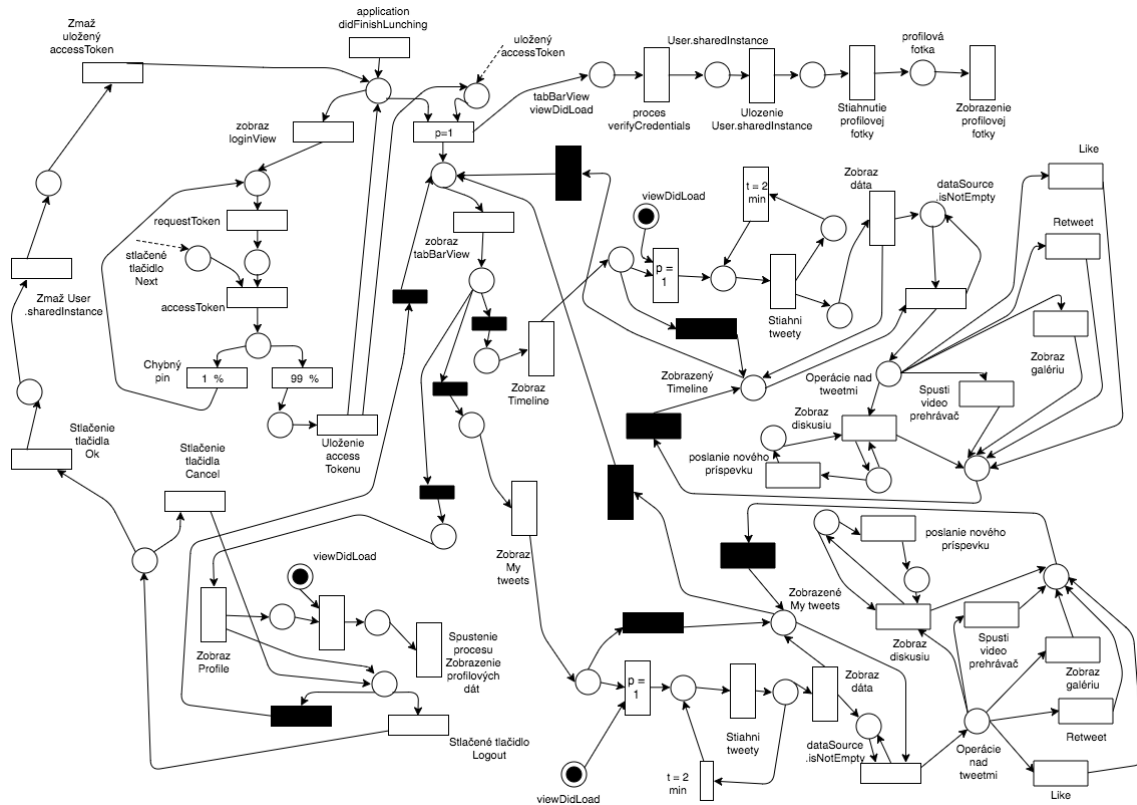 Zmaž
uložený
accessToken
application
didFinishLunching
uložený
accessToken
User.sharedInstance
profilová
fotka
tabBarView
viewDidLoad
proces
verifyCredentials
Ulozenie
User.sharedInstance
Stiahnutie
profilovej
fotky
Zobrazenie
profilovej
fotky
zobraz
loginView
p=1
Like
viewDidLoad
t = 2
min
Zobraz
dáta
dataSource
.isNotEmpty
requestToken
Retweet
stlačené
tlačidlo
Next
zobraz
tabBarView
p =
1
Zmaž User
.sharedInstance
accessToken
Stiahni
tweety
Chybný
pin
1 %
99 %
Zobraz
Timeline
Zobrazený
Timeline
Operácie nad
tweetmi
Zobraz
galériu
Spusti
video
prehrávač
Zobraz
diskusiu
Stlačenie
tlačidla
Ok
Stlačenie
tlačidla
Cancel
Uloženie
access
Tokenu
poslanie nového
príspevku
poslanie nového
príspevku
viewDidLoad
Zobraz
My
tweets
Zobrazené
My tweets
Zobraz
diskusiu
Spusti
video
prehrávač
Zobraz
Profile
Spustenie
procesu
Zobrazenie
profilových
dát
Zobraz
galériu
p =
1
Zobraz
dáta
Stiahni
tweety
dataSource
.isNotEmpty
Operácie
nad
tweetmi
Retweet
Stlačené tlačidlo
Logout
t = 2
min
viewDidLoad
Like